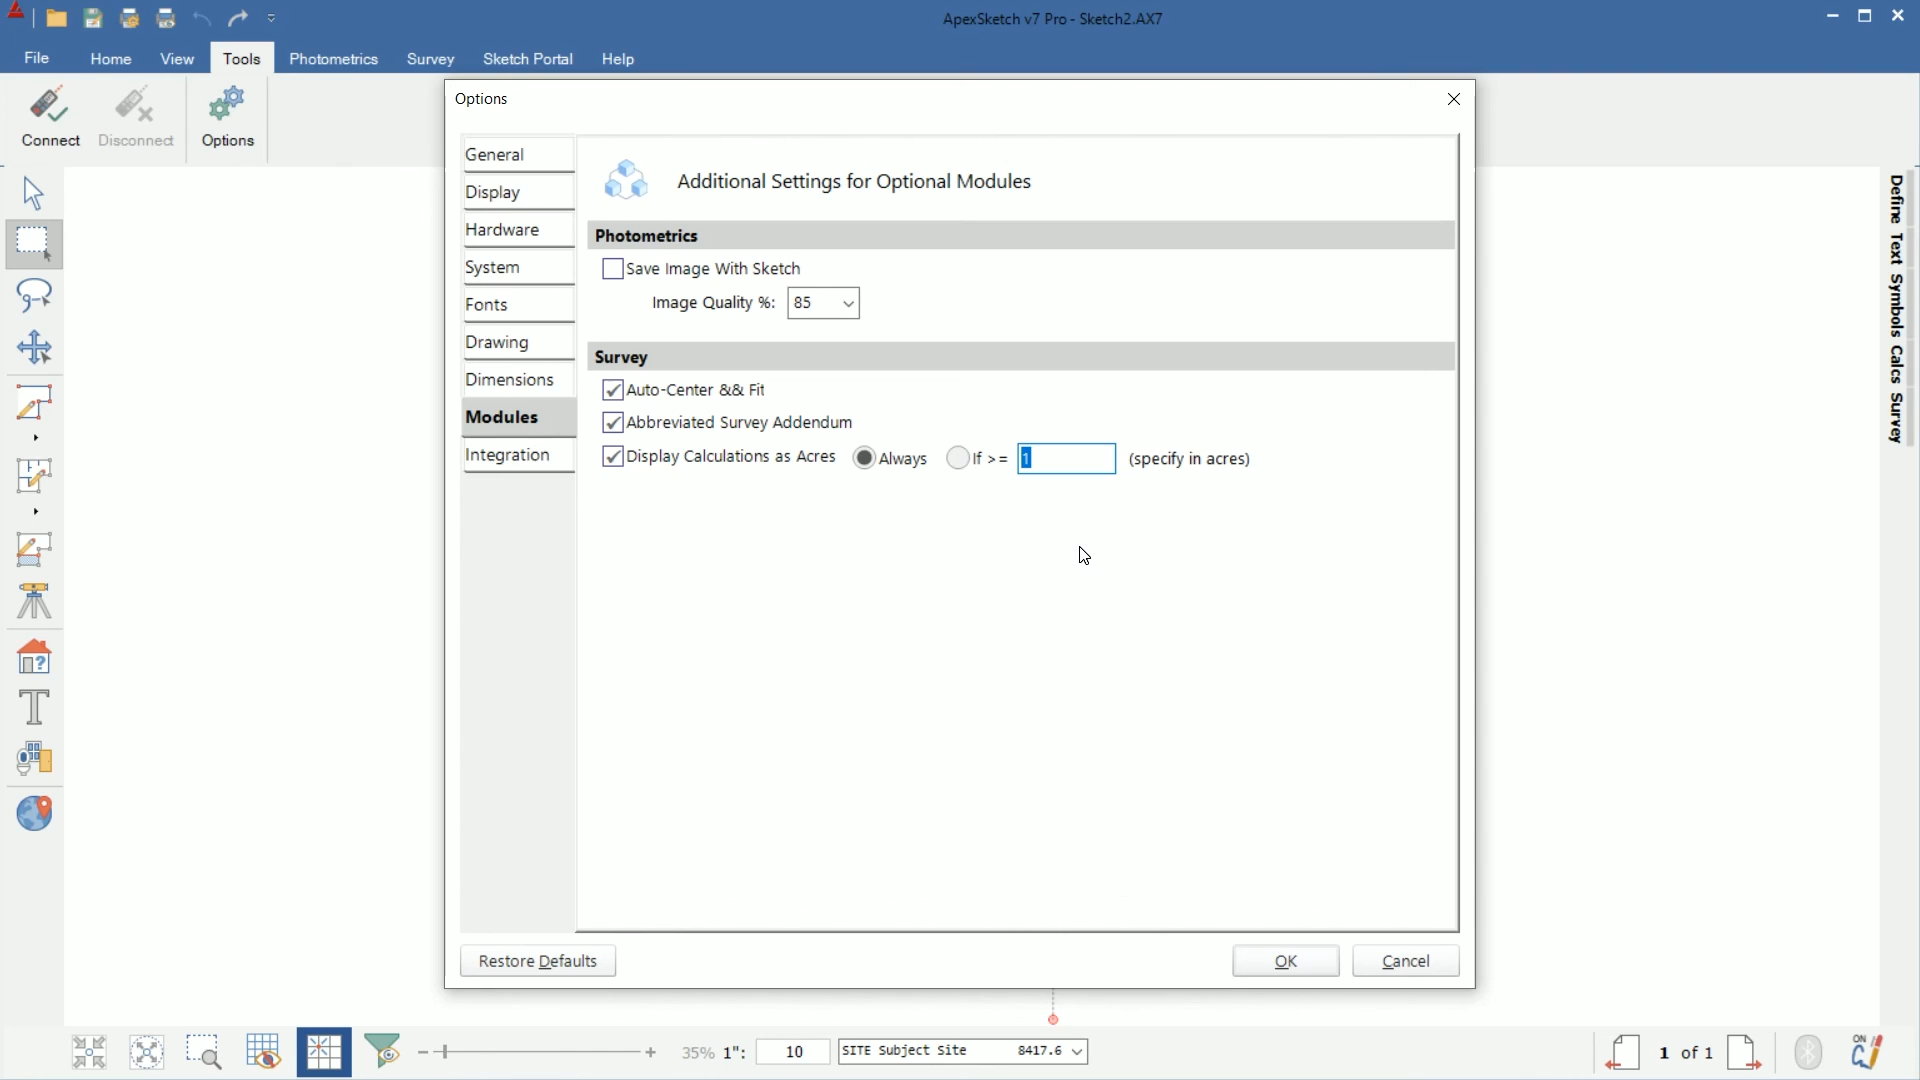 ApexSketch v7 Pro - Sketch2.AX7
File Home View Tools Photometrics Survey Sketch Portal Help
Connect Disconnect Options
Options
General
Display
Hardware
System
Fonts
Drawing
Dimensions
Modules
Integration
Additional Settings for Optional Modules
Photometrics
Save Image With Sketch
Image Quality %: 85
Survey
Auto-Center && Fit
Abbreviated Survey Addendum
Display Calculations as Acres Always If >= 1 (specify in acres)
Restore Defaults OK Cancel
Define Text Symbols Calcs Survey
35% 1": 10 SITE Subject Site 8417.6 1 of 1 ON